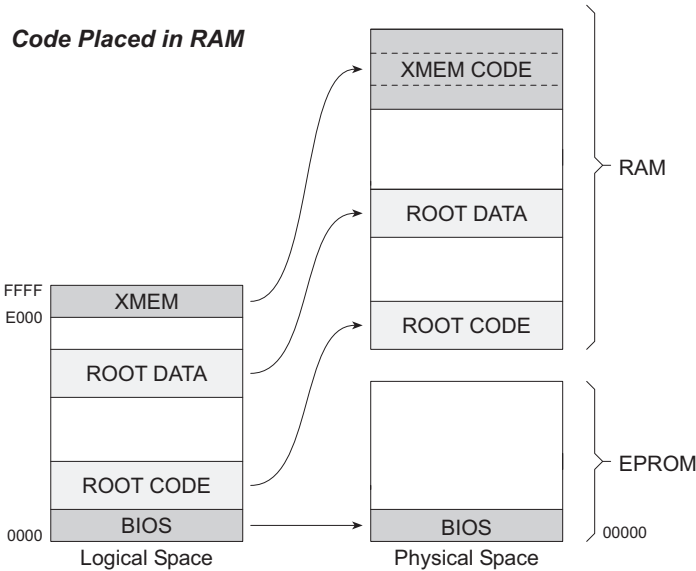 Code Placed in RAM
XMEM CODE
RAM
ROOT DATA
ROOT CODE
FFFF
XMEM
E000
ROOT DATA
ROOT CODE
0000
BIOS
Logical Space
EPROM
BIOS
00000
Physical Space